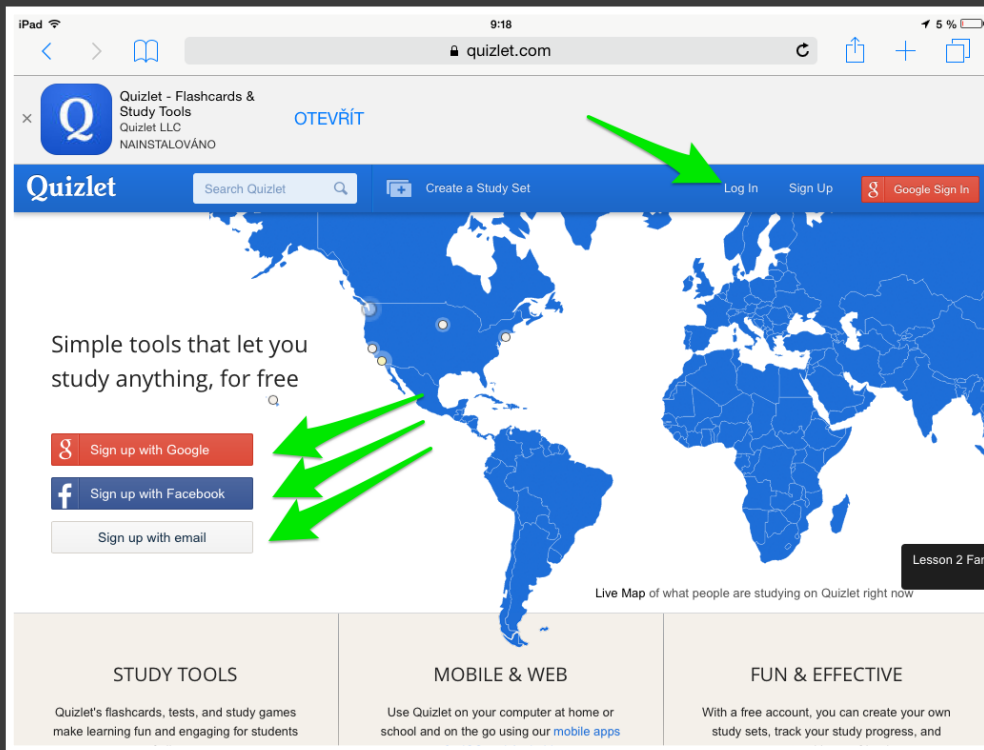 iPad
9:18
5 %
quizlet.com
Quizlet - Flashcards &
Study Tools
Quizlet LLC
NAINSTALOVÁNO
OTEVŘÍT
Quizlet
Search Quizlet
Create a Study Set
Log In
Sign Up
Google Sign In
Simple tools that let you
study anything, for free
Sign up with Google
Sign up with Facebook
Sign up with email
Lesson 2 Far
Live Map of what people are studying on Quizlet right now
STUDY TOOLS
Quizlet's flashcards, tests, and study games
make learning fun and engaging for students
MOBILE & WEB
Use Quizlet on your computer at home or
school and on the go using our mobile apps
FUN & EFFECTIVE
With a free account, you can create your own
study sets, track your study progress, and